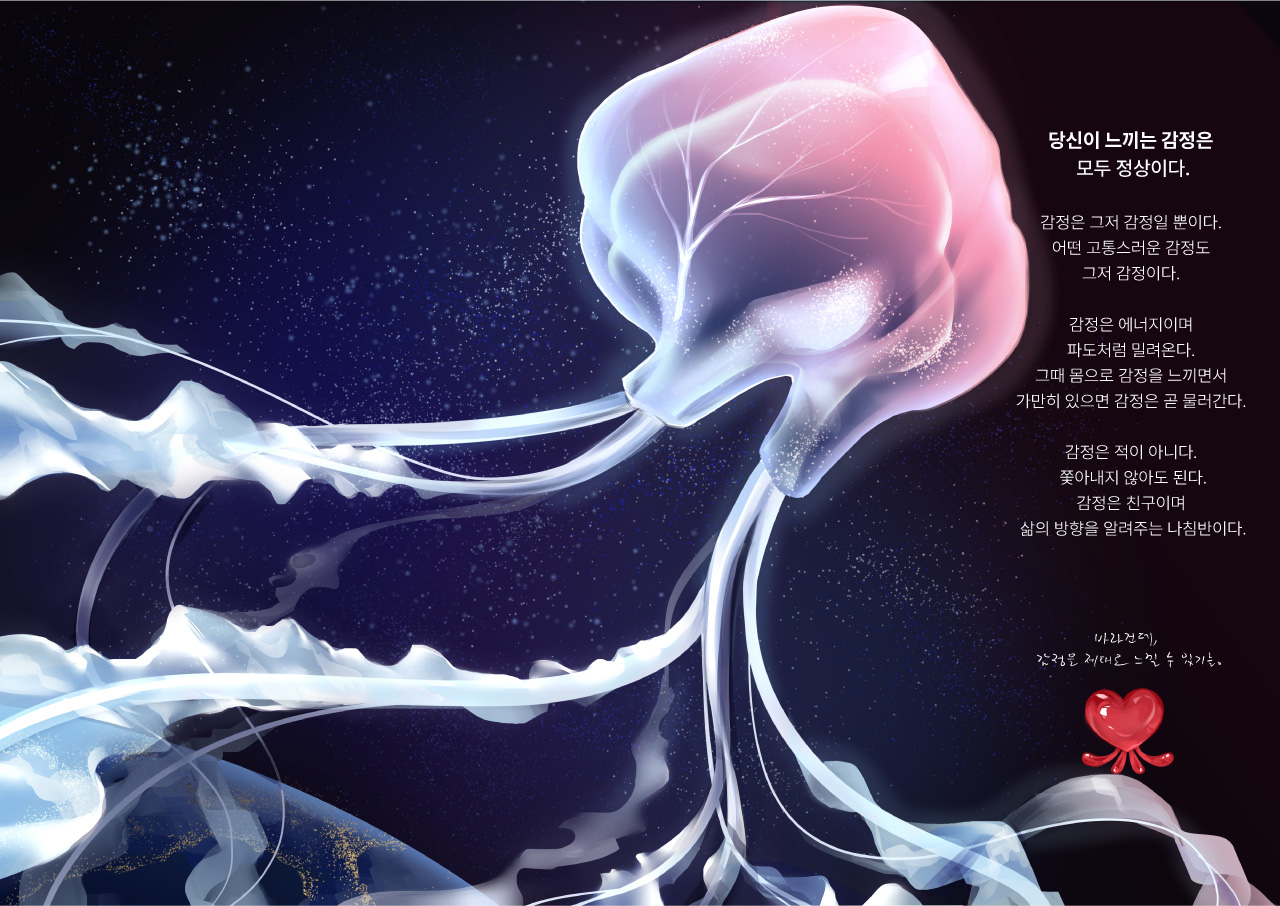 당신이 느끼는 감정은
모두 정상이다.
감정은 그저 감정일 뿐이다.
어떤 고통스러운 감정도
그저 감정이다.
감정은 에너지이며
파도처럼 밀려온다.
그때 몸으로 감정을 느끼면서
가만히 있으면 감정은 곧 물러간다.
감정은 적이 아니다.
쫓아내지 않아도 된다.
감정은 친구이며
삶의 방향을 알려주는 나침반이다.
바라건데,
감정을 제대로 느낄 수 있기를.